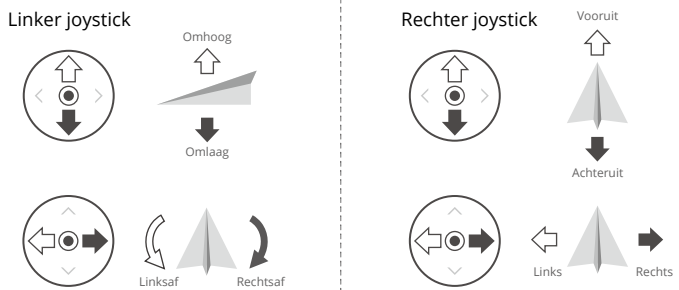 Linker joystick
Omhoog
Omlaag
Linksaf
Rechtsaf
Rechter joystick
Vooruit
Achteruit
Links
Rechts